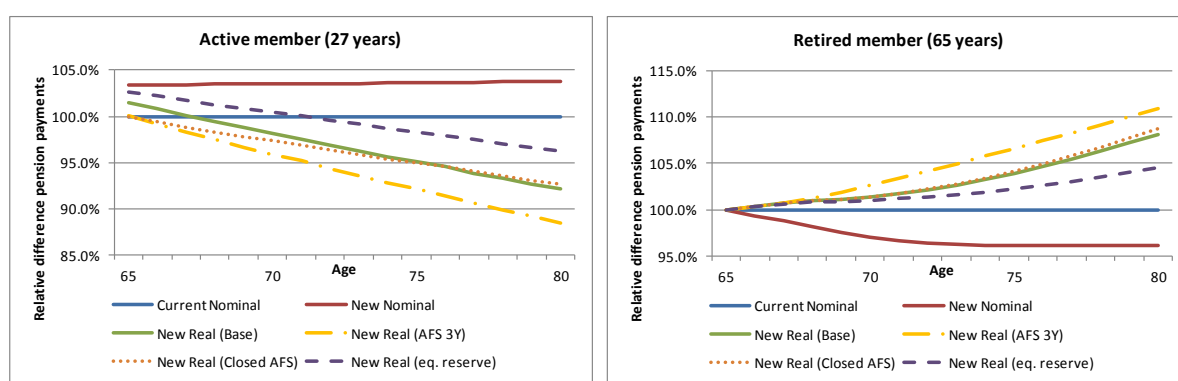 Active member (27 years)
Relative difference pension payments
105.0%
100.0%
95.0%
90.0%
85.0%
65
70
75
80
Age
Current Nominal
New Nominal
New Real (Base)
New Real (AFS 3Y)
New Real (Closed AFS)
New Real (eq. reserve)
Retired member (65 years)
Relative difference pension payments
115.0%
110.0%
105.0%
100.0%
95.0%
65
70
75
80
Age
Current Nominal
New Nominal
New Real (Base)
New Real (AFS 3Y)
New Real (Closed AFS)
New Real (eq. reserve)